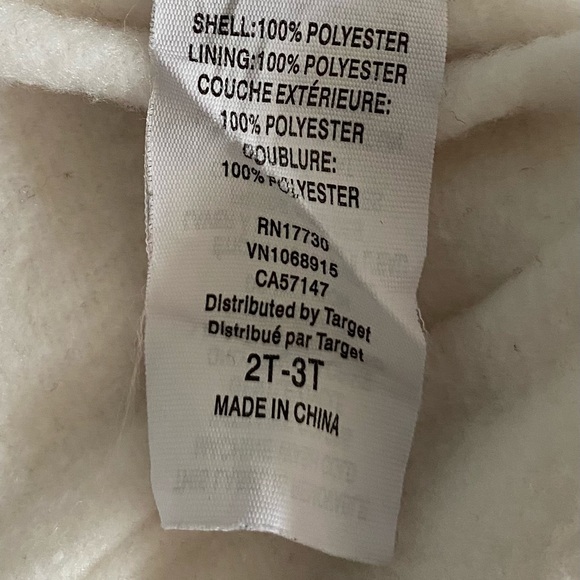 SHELL:100% POLYESTER
LINING:100% POLYESTER
COUCHE EXTÉRIEURE:
100% POLYESTER
DOUBLURE:
100% POLYESTER
RN17730
VN1068915
CA57147
Distributed by Target
Distribué par Target
2T-3T
MADE IN CHINA